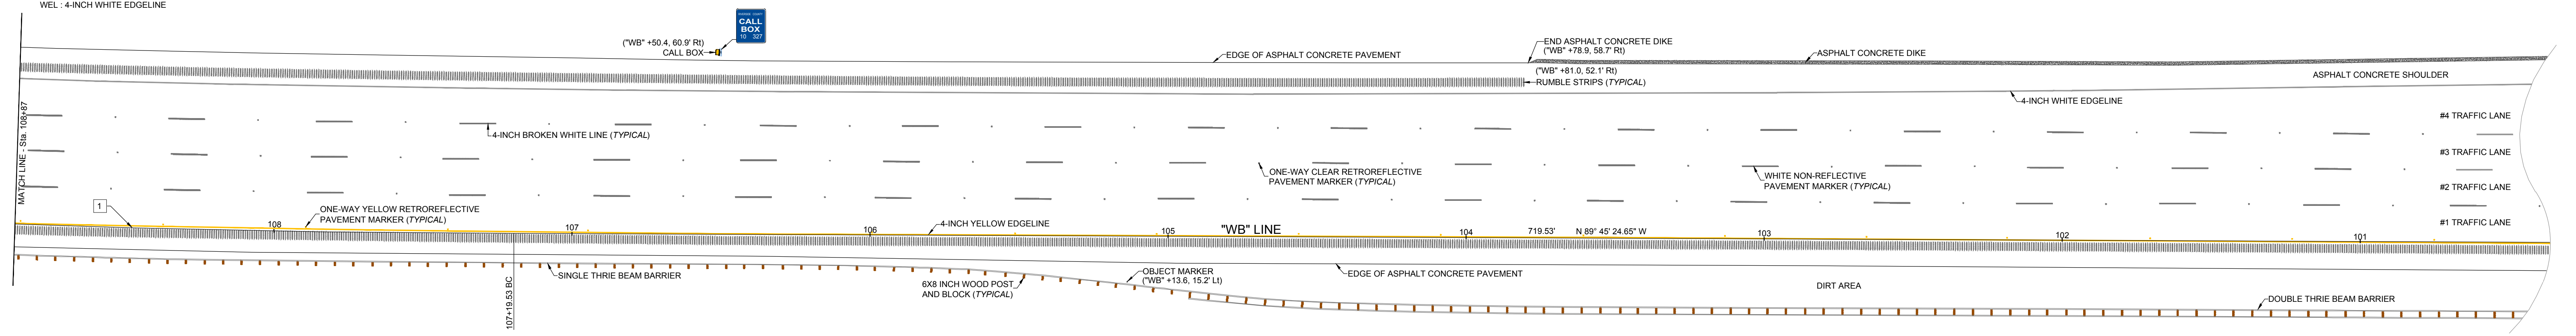 WEL : 4-INCH WHITE EDGELINE
CALL
BOX
10 327
("WB" +50.4, 60.9' Rt)
CALL BOX
EDGE OF ASPHALT CONCRETE PAVEMENT
END ASPHALT CONCRETE DIKE
("WB" +78.9, 58.7' Rt)
ASPHALT CONCRETE DIKE
("WB" +81.0, 52.1' Rt)
RUMBLE STRIPS (TYPICAL)
ASPHALT CONCRETE SHOULDER
4-INCH WHITE EDGELINE
MATCH LINE - Sta. 108+87
4-INCH BROKEN WHITE LINE (TYPICAL)
#4 TRAFFIC LANE
#3 TRAFFIC LANE
ONE-WAY CLEAR RETROREFLECTIVE
PAVEMENT MARKER (TYPICAL)
WHITE NON-REFLECTIVE
PAVEMENT MARKER (TYPICAL)
#2 TRAFFIC LANE
1
ONE-WAY YELLOW RETROREFLECTIVE
PAVEMENT MARKER (TYPICAL)
4-INCH YELLOW EDGELINE
#1 TRAFFIC LANE
108
107
106
105
"WB" LINE
104
719.53'
N 89° 45' 24.65" W
103
102
101
SINGLE THRIE BEAM BARRIER
107+19.53 BC
6X8 INCH WOOD POST
AND BLOCK (TYPICAL)
OBJECT MARKER
("WB" +13.6, 15.2' Lt)
EDGE OF ASPHALT CONCRETE PAVEMENT
DIRT AREA
DOUBLE THRIE BEAM BARRIER